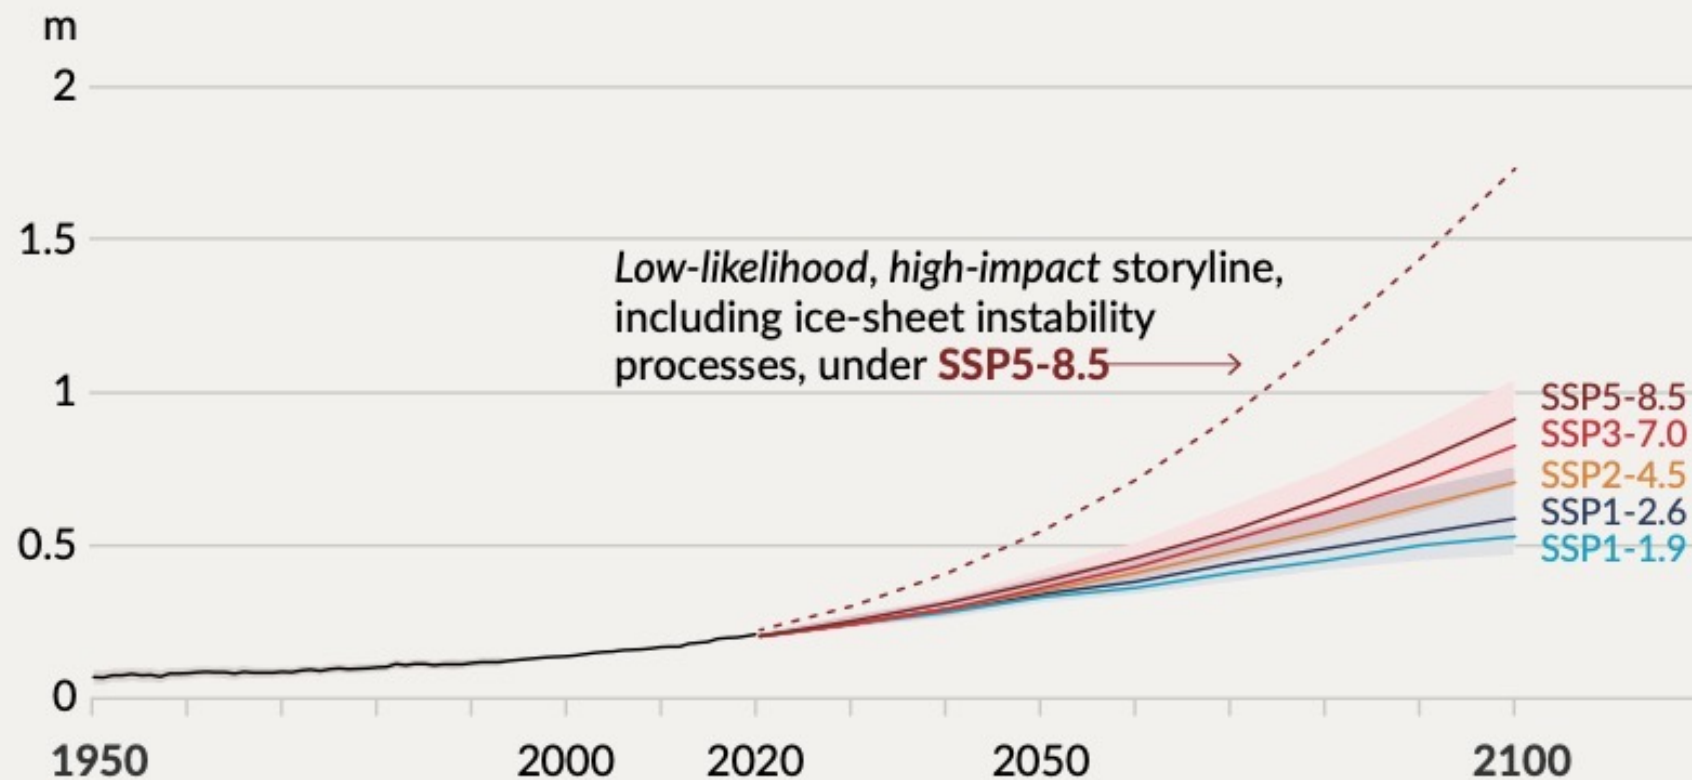 m
2
1.5
Low-likelihood, high-impact storyline,
including ice-sheet instability
processes, under SSP5-8.5
1
SSP5-8.5
SSP3-7.0
SSP2-4.5
SSP1-2.6
0.5
SSP1-1.9
0
1950 2000 2020 2050 2100